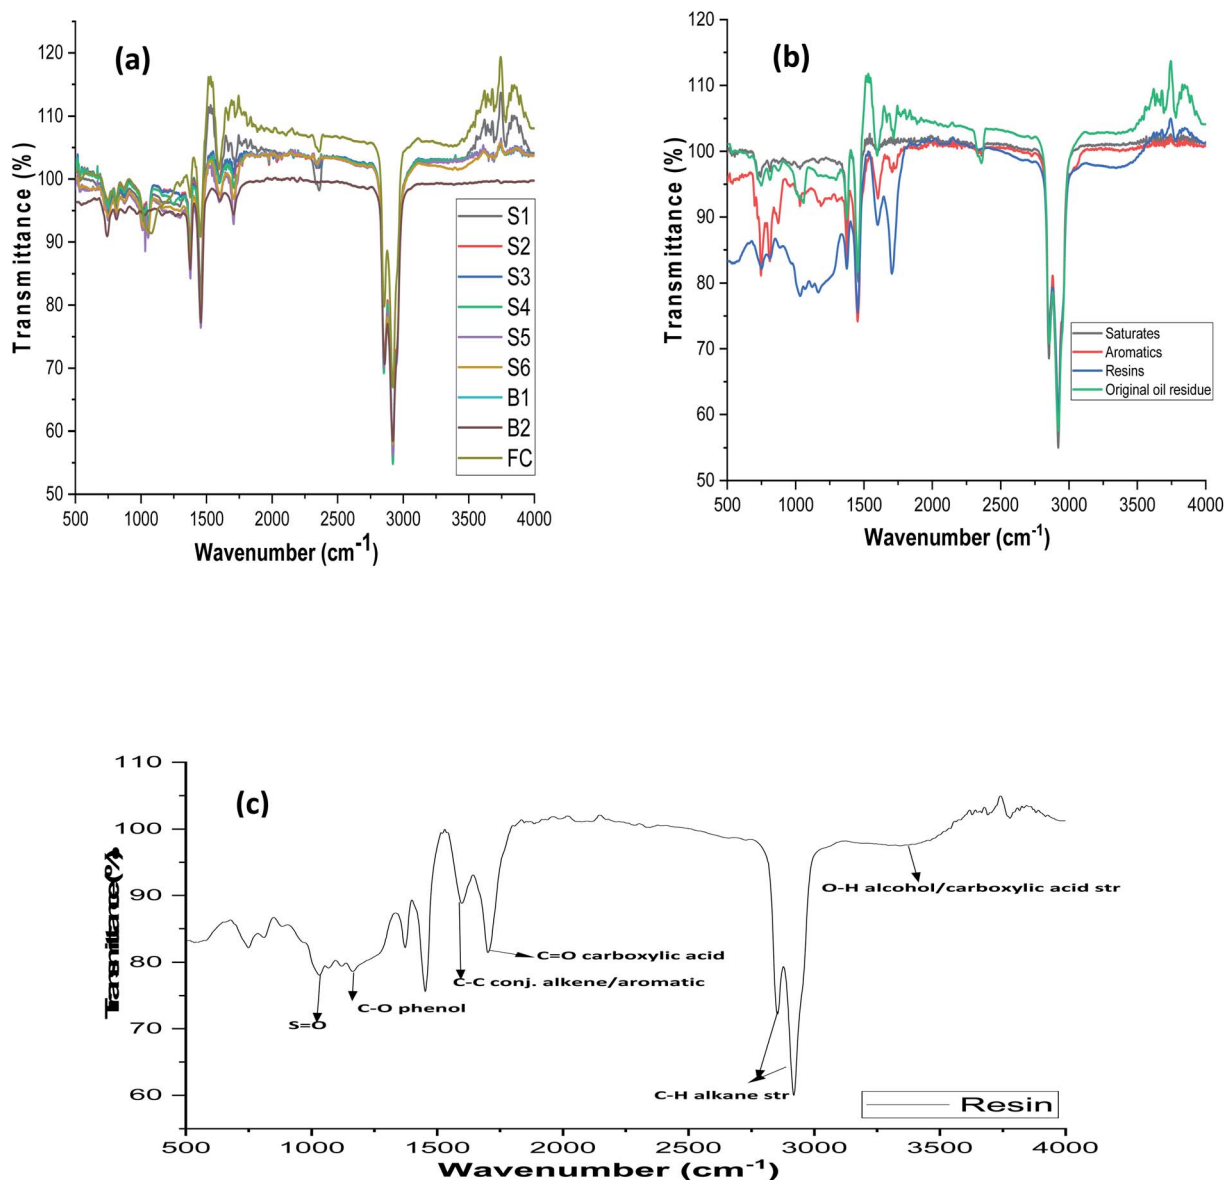 (a)
120
110
100
90
80
70
60
50
Transmittance (%)
S1
S2
S3
S4
S5
S6
B1
B2
FC
500 1000 1500 2000 2500 3000 3500 4000
Wavenumber (cm-1)
(b)
120
110
100
90
80
70
60
50
Transmittance (%)
Saturates
Aromatics
Resins
Original oil residue
500 1000 1500 2000 2500 3000 3500 4000
Wavenumber (cm-1)
(c)
110
100
90
80
70
60
Transmittance(%)
O-H alcohol/carboxylic acid str
C=O carboxylic acid
C-C conj. alkene/aromatic
C-O phenol
S=O
C-H alkane str
Resin
500 1000 1500 2000 2500 3000 3500 4000
Wavenumber (cm-1)